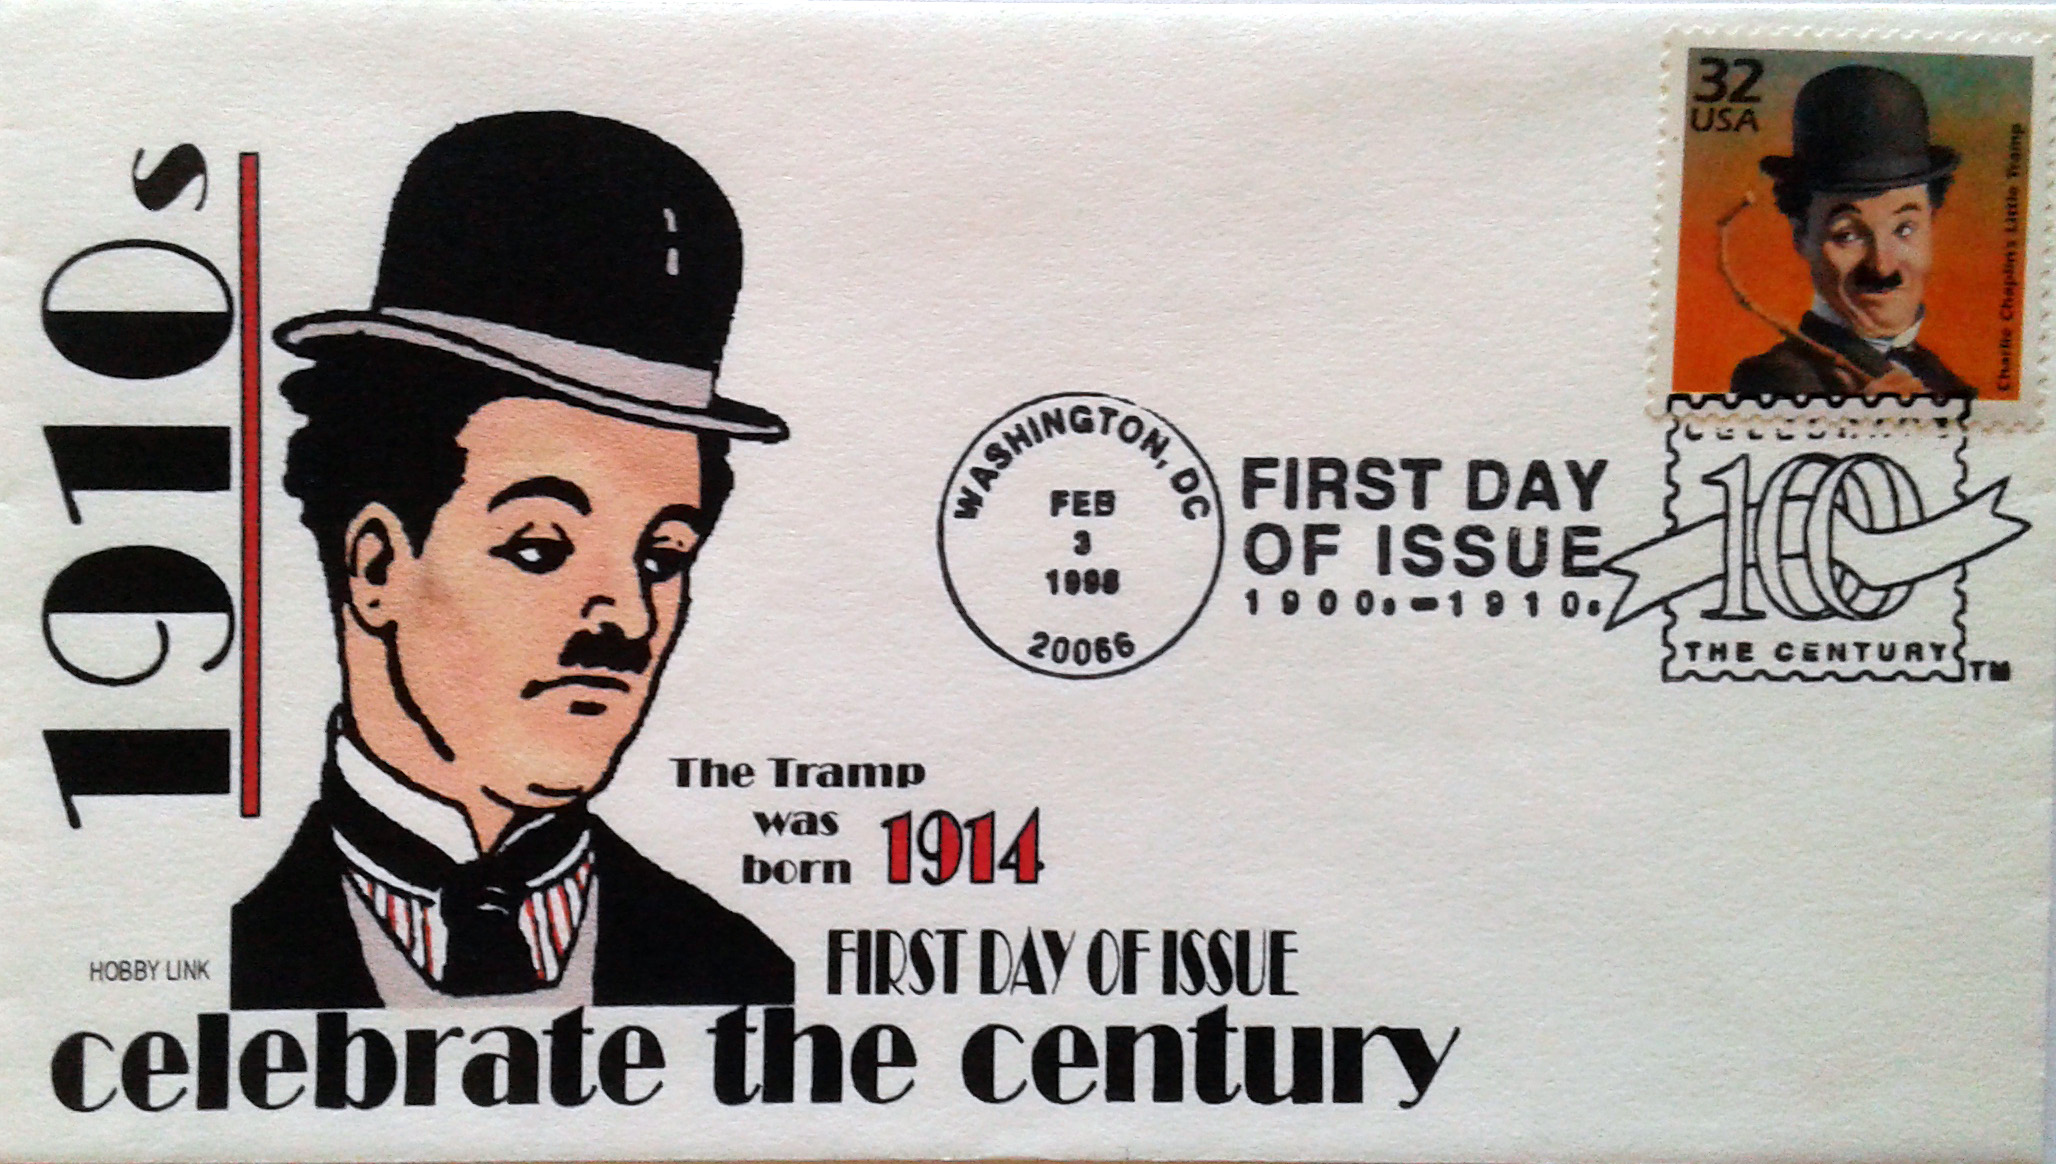 1910s
32
USA
Charlie Chaplin's Little Tramp
WASHINGTON, DC
FEB
3
1998
20066
FIRST DAY
OF ISSUE
1900s-1910s
CELEBRATE
100
THE CENTURY TM
The Tramp
was
born 1914
FIRST DAY OF ISSUE
HOBBY LINK
celebrate the century